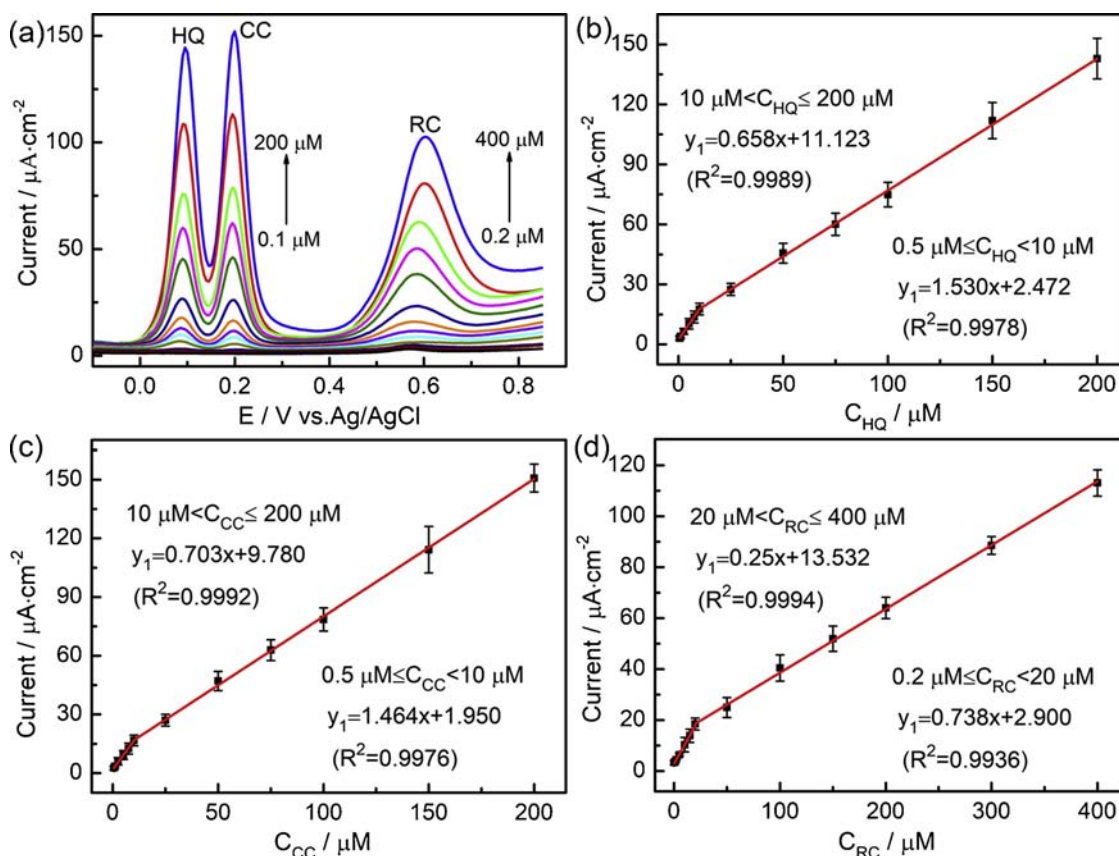 (a)
HQ
CC
RC
200 μM
0.1 μM
400 μM
0.2 μM
150
100
50
0
Current / μA·cm⁻²
0.0 0.2 0.4 0.6 0.8
E / V vs.Ag/AgCl
(b)
150
120
90
60
30
0
Current / μA·cm⁻²
10 μM<C_HQ≤ 200 μM
y₁=0.658x+11.123
(R²=0.9989)
0.5 μM≤C_HQ<10 μM
y₁=1.530x+2.472
(R²=0.9978)
0 50 100 150 200
C_HQ / μM
(c)
150
120
90
60
30
0
Current / μA·cm⁻²
10 μM<C_CC≤ 200 μM
y₁=0.703x+9.780
(R²=0.9992)
0.5 μM≤C_CC<10 μM
y₁=1.464x+1.950
(R²=0.9976)
0 50 100 150 200
C_CC / μM
(d)
120
100
80
60
40
20
0
Current / μA·cm⁻²
20 μM<C_RC≤ 400 μM
y₁=0.25x+13.532
(R²=0.9994)
0.2 μM≤C_RC<20 μM
y₁=0.738x+2.900
(R²=0.9936)
0 50 100 150 200 250 300 350 400
C_RC / μM